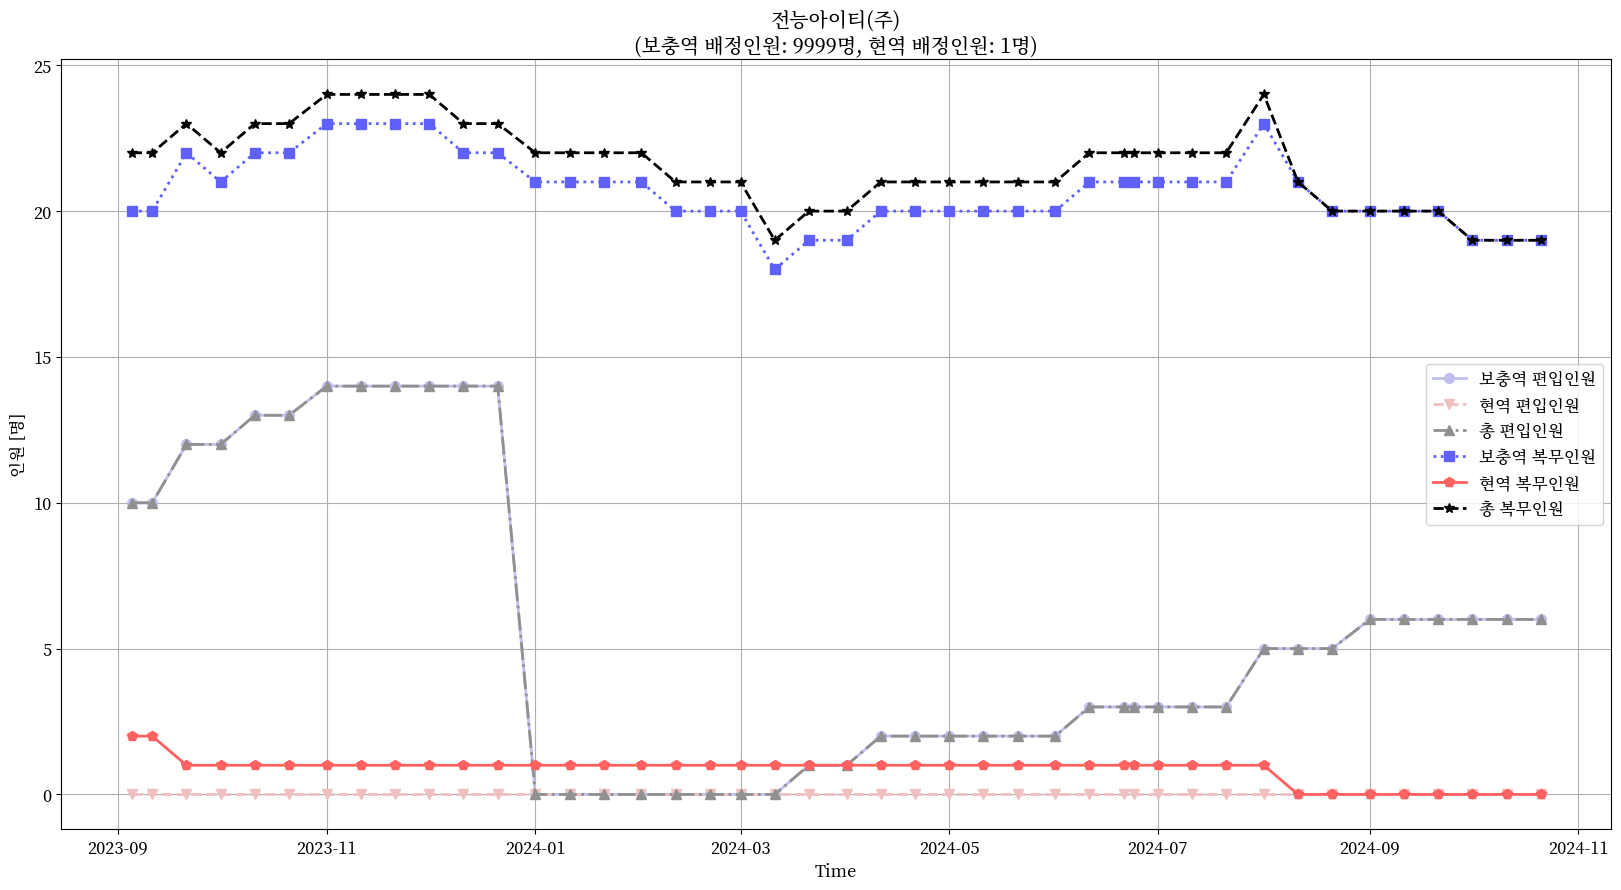 전능아이티(주)
(보충역 배정인원: 9999명, 현역 배정인원: 1명)
인원 [명]
25
20
15
10
5
0
보충역 편입인원
현역 편입인원
총 편입인원
보충역 복무인원
현역 복무인원
총 복무인원
2023-09
2023-11
2024-01
2024-03
2024-05
2024-07
2024-09
2024-11
Time